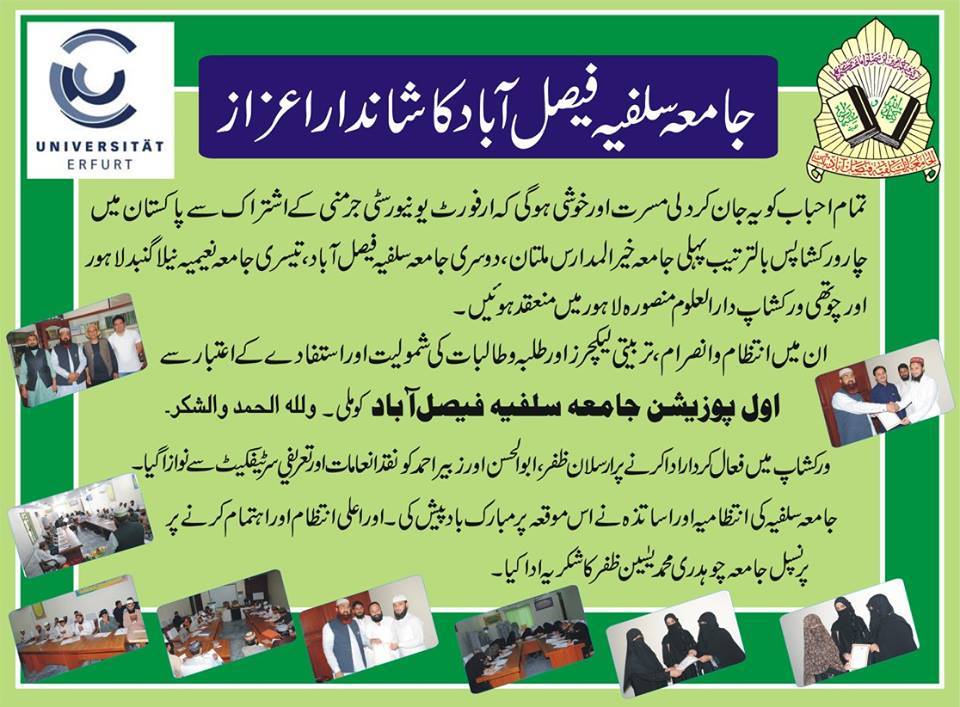 UNIVERSITÄT
ERFURT
جامعہ سلفیہ فیصل آباد کا شاندار اعزاز
تمام احباب کو یہ جان کر دلی مسرت اور خوشی ہوگی کہ ارفورٹ یونیورسٹی جرمنی کے اشتراک سے پاکستان میں
چار ورکشاپس بالترتیب پہلی جامعہ خیر المدارس ملتان، دوسری جامعہ سلفیہ فیصل آباد، تیسری جامعہ نعیمیہ نیلا گنبد لاہور
اور چوتھی ورکشاپ دارالعلوم منصورہ لاہور میں منعقد ہوئیں۔
ان میں انتظام و انصرام، تربیتی لیکچرز اور طلبہ و طالبات کی شمولیت اور استفادے کے اعتبار سے
اول پوزیشن جامعہ سلفیہ فیصل آباد کو ملی۔ وللہ الحمد والشکر۔
ورکشاپ میں فعال کردار ادا کرنے پر ارسلان ظفر، ابوالحسن اور زبیر احمد کو نقد انعامات اور تعریفی سرٹیفکیٹ سے نوازا گیا۔
جامعہ سلفیہ کی انتظامیہ اور اساتذہ نے اس موقعہ پر مبارک باد پیش کی۔ اور اعلیٰ انتظام اور اہتمام کرنے پر
پرنسپل جامعہ چوہدری محمد یٰسین ظفر کا شکریہ ادا کیا۔